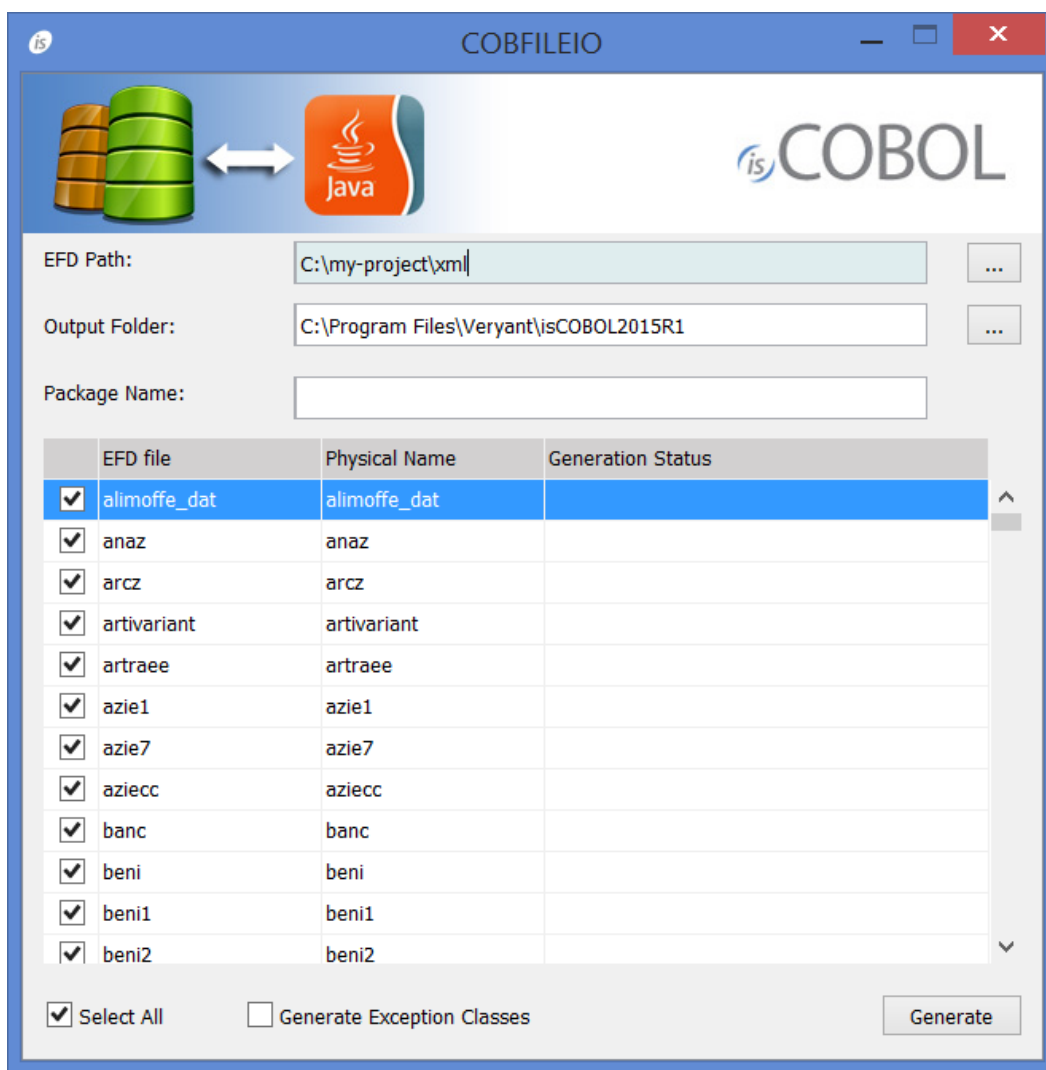 is COBFILEIO
Java
isCOBOL
EFD Path: C:\my-project\xml ...
Output Folder: C:\Program Files\Veryant\isCOBOL2015R1 ...
Package Name:
EFD file Physical Name Generation Status
alimoffe_dat alimoffe_dat
anaz anaz
arcz arcz
artivariant artivariant
artraee artraee
azie1 azie1
azie7 azie7
aziecc aziecc
banc banc
beni beni
beni1 beni1
beni2 beni2
Select All Generate Exception Classes Generate